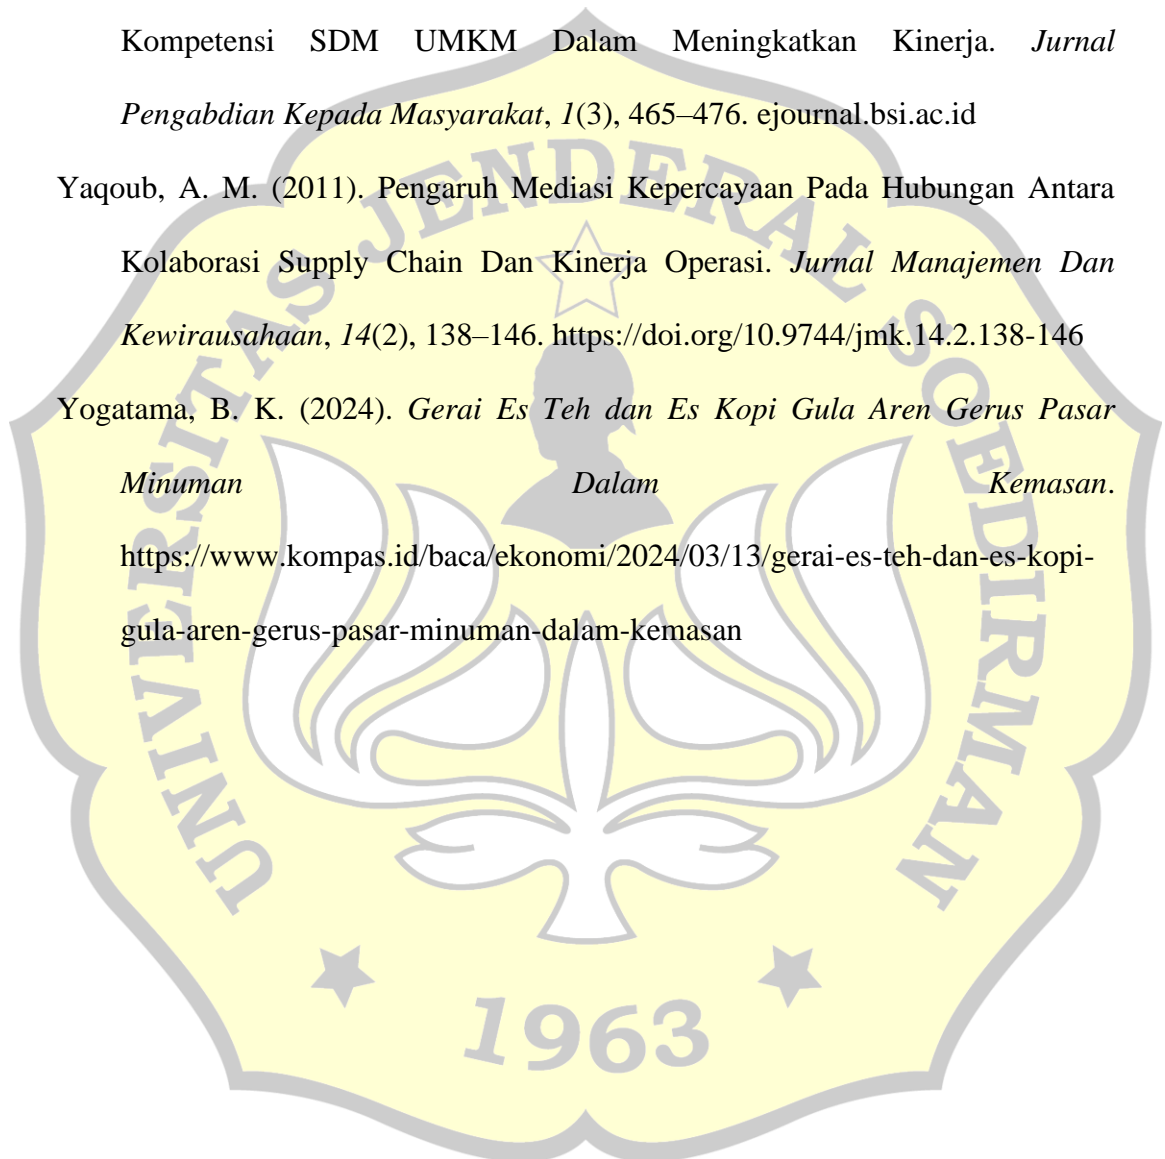 Kompetensi SDM UMKM Dalam Meningkatkan Kinerja. Jurnal
Pengabdian Kepada Masyarakat, 1(3), 465–476. ejournal.bsi.ac.id
Yaqoub, A. M. (2011). Pengaruh Mediasi Kepercayaan Pada Hubungan Antara
Kolaborasi Supply Chain Dan Kinerja Operasi. Jurnal Manajemen Dan
Kewirausahaan, 14(2), 138–146. https://doi.org/10.9744/jmk.14.2.138-146
Yogatama, B. K. (2024). Gerai Es Teh dan Es Kopi Gula Aren Gerus Pasar
Minuman Dalam Kemasan.
https://www.kompas.id/baca/ekonomi/2024/03/13/gerai-es-teh-dan-es-kopi-
gula-aren-gerus-pasar-minuman-dalam-kemasan
UNIVERSITAS JENDERAL SOEDIRMAN
1963